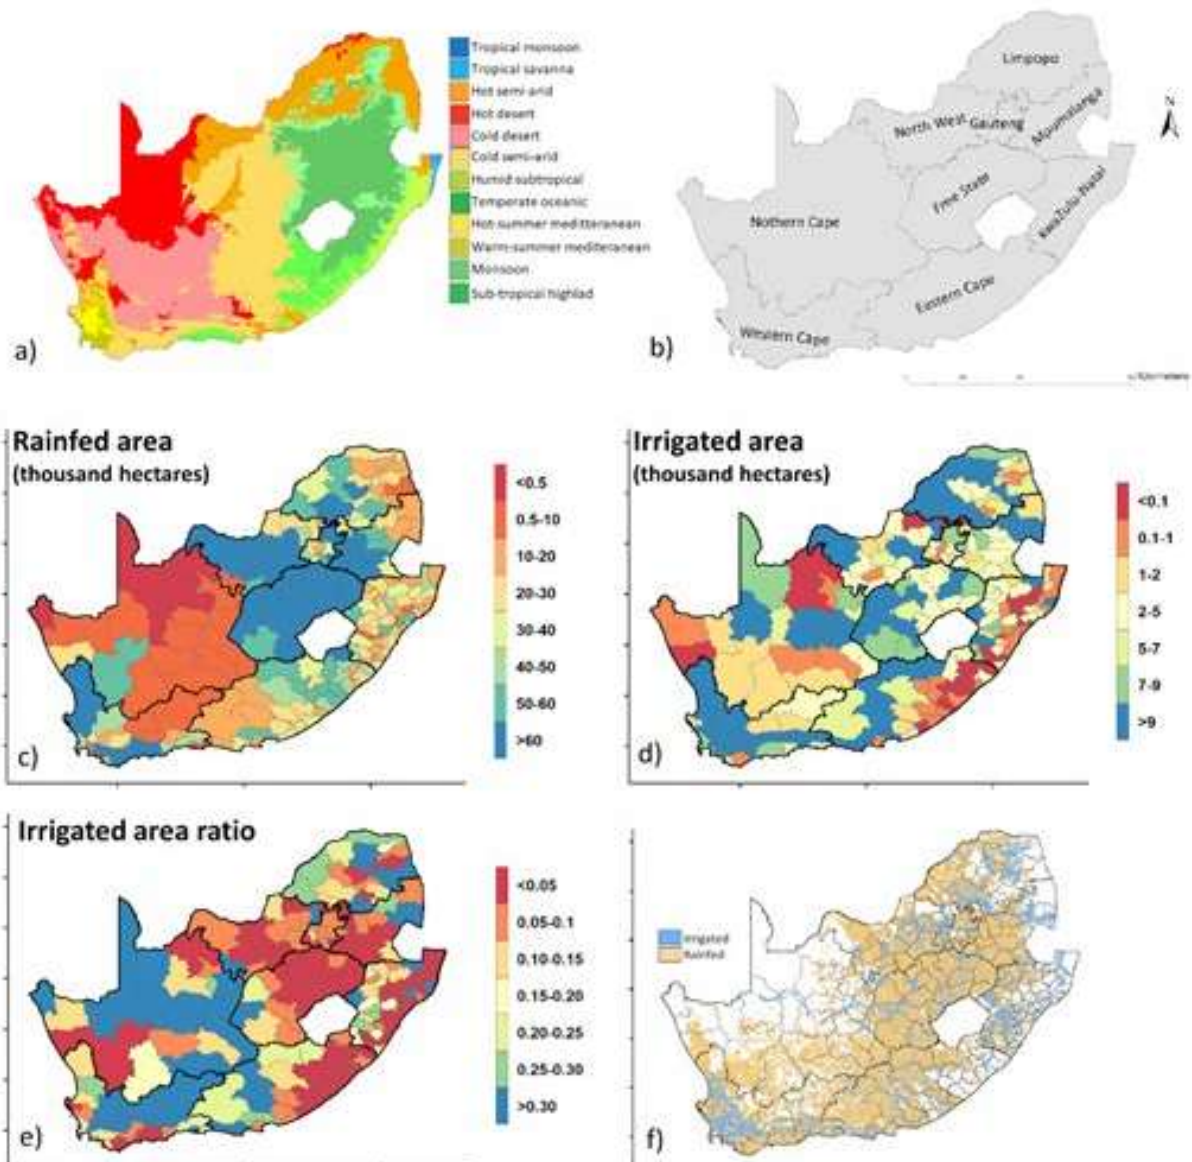 Tropical monsoon
Tropical savanna
Hot semi-arid
Hot desert
Cold desert
Cold semi-arid
Humid subtropical
Temperate oceanic
Hot-summer meditteranean
Warm-summer mediteranean
Monsoon
Sub-tropical highlad
a)
Limpopo
North West
Gauteng
Mpumalanga
Free State
KwaZulu-Natal
Nothern Cape
Eastern Cape
Western Cape
N
b)
Rainfed area
(thousand hectares)
<0.5
0.5-10
10-20
20-30
30-40
40-50
50-60
>60
c)
Irrigated area
(thousand hectares)
<0.1
0.1-1
1-2
2-5
5-7
7-9
>9
d)
Irrigated area ratio
<0.05
0.05-0.1
0.10-0.15
0.15-0.20
0.20-0.25
0.25-0.30
>0.30
e)
Irrigated
Rainfed
f)